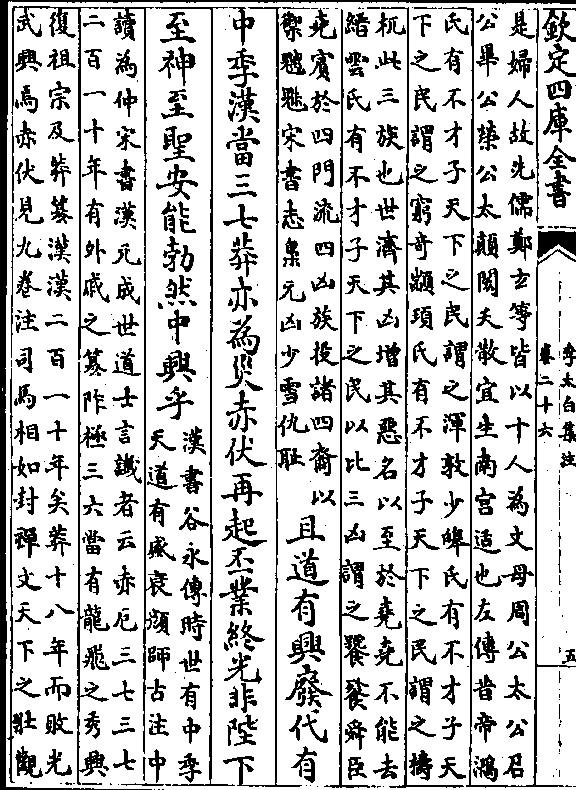 欽定四庫全書
李太白集注
卷二十六
五
是婦人故先儒鄭玄等皆以十人為文母周公太公召
公畢公榮公太顛閎夭散宜生南宫适也左傳昔帝鴻
氏有不才子天下之民謂之渾敦少皥氏有不才子天
下之民謂之窮奇顓頊氏有不才子天下之民謂之檮
杌此三族也世濟其凶增其惡名以至於堯堯不能去
縉雲氏有不才子天下之民以比三凶謂之饕餮舜臣
堯賓於四門流四凶族投諸四裔以
禦魑魅宋書志梟元凶少雪仇耻
且道有興廢代有
中季漢當三七莽亦為災赤伏再起丕業終光非陛下
至神至聖安能勃然中興乎
漢書谷永傳時世有中季
天道有盛衰顔師古注中
讀為仲宋書漢元成世道士言讖者云赤厄三七三七
二百一十年有外戚之篡阼極三六當有龍飛之秀興
復祖宗及莽篡漢漢二百一十年矣莽十八年而敗光
武興焉赤伏見九卷注司馬相如封禪文天下之壯觀